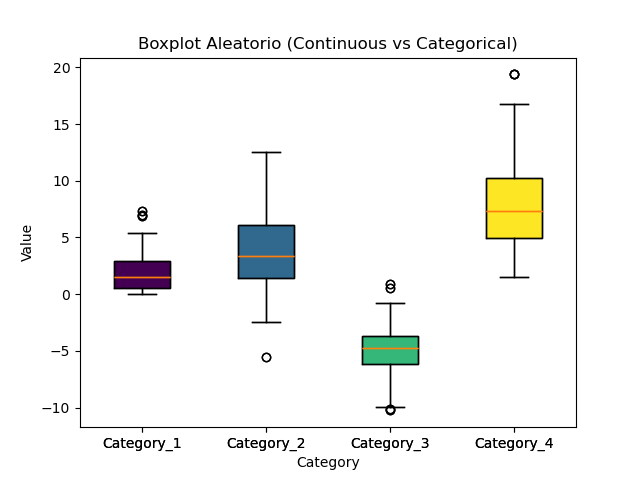 Boxplot Aleatorio (Continuous vs Categorical)
20
15
10
5
0
−5
−10
Value
Category_1 Category_2 Category_3 Category_4
Category